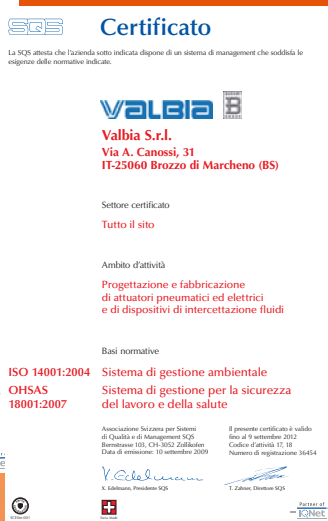 SQS Certificato
La SQS attesta che l'azienda sotto indicata dispone di un sistema di management che soddisfa le
esigenze delle normative indicate.
VALBIA B
Valbia S.r.l.
Via A. Canossi, 31
IT-25060 Brozzo di Marcheno (BS)
Settore certificato
Tutto il sito
Ambito d'attività
Progettazione e fabbricazione
di attuatori pneumatici ed elettrici
e di dispositivi di intercettazione fluidi
Basi normative
ISO 14001:2004 Sistema di gestione ambientale
OHSAS Sistema di gestione per la sicurezza
18001:2007 del lavoro e della salute
Associazione Svizzera per Sistemi
di Qualità e di Management SQS
Bernstrasse 103, CH-3052 Zollikofen
Data di emissione: 10 settembre 2009
Il presente certificato è valido
fino al 9 settembre 2012
Codice d'attività 17, 18
Numero di registrazione 36454
X. Edelmann
X. Edelmann, Presidente SQS
T. Zahner, Direttore SQS
Swiss Made
Partner of
IQNet